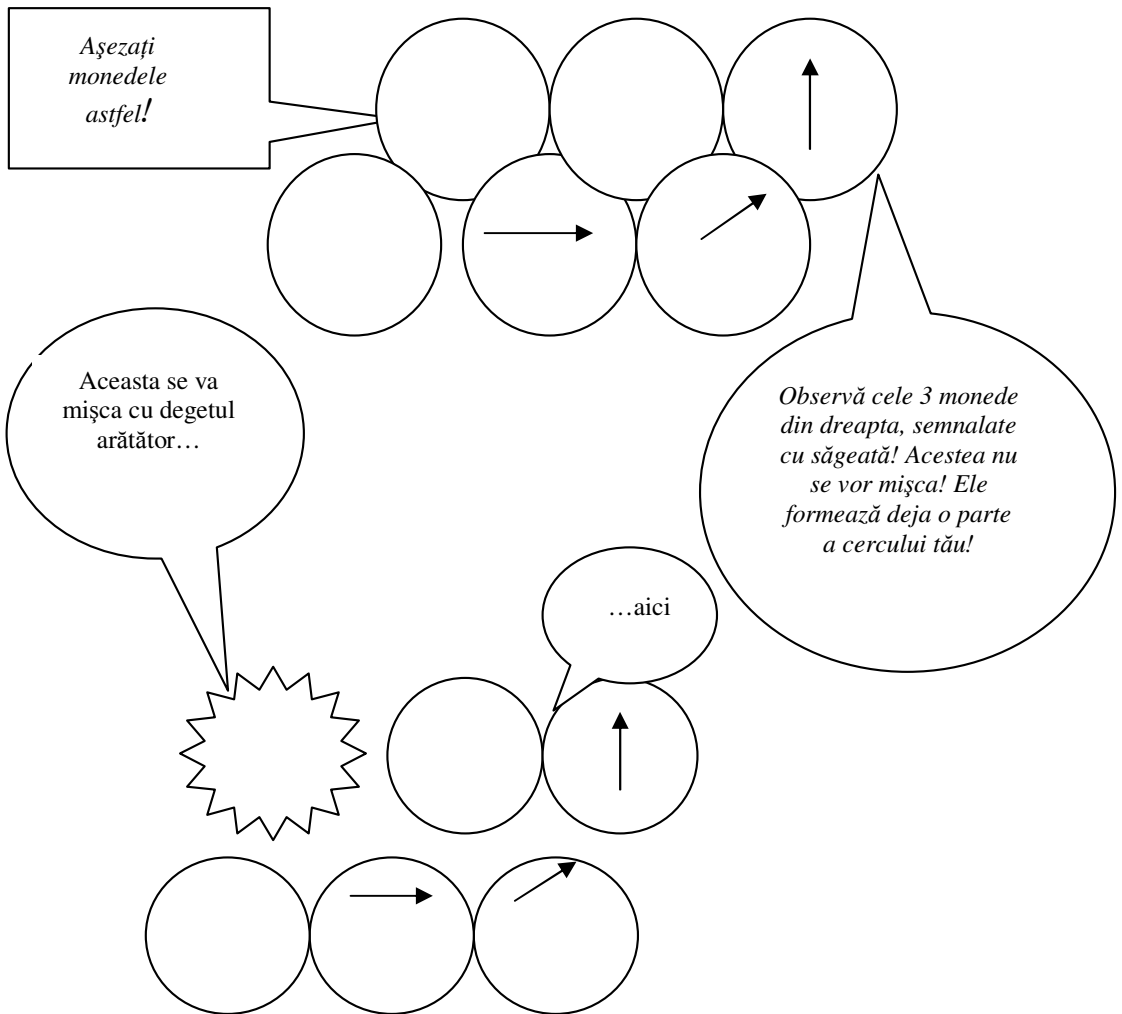 Aşezați
monedele
astfel!
Aceasta se va
mişca cu degetul
arătător…
Observă cele 3 monede
din dreapta, semnalate
cu săgeată! Acestea nu
se vor mişca! Ele
formează deja o parte
a cercului tău!
…aici